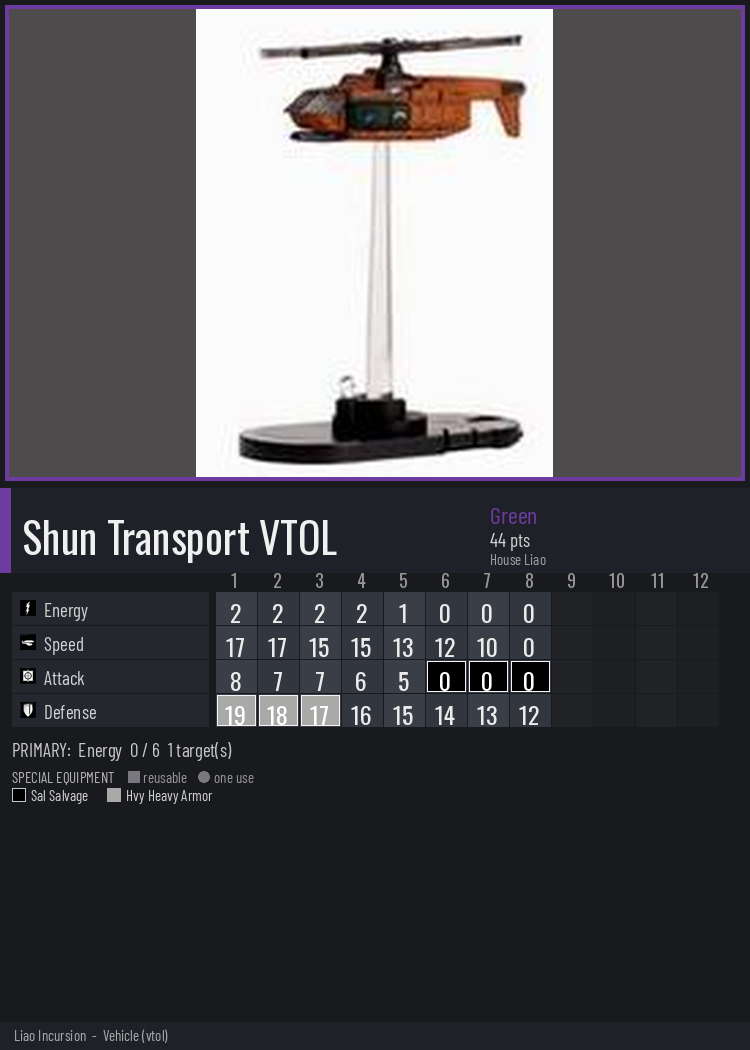 Shun Transport VTOL
Green
44 pts
House Liao
1 2 3 4 5 6 7 8 9 10 11 12
Energy 2 2 2 2 1 0 0 0
Speed 17 17 15 15 13 12 10 0
Attack 8 7 7 6 5 0 0 0
Defense 19 18 17 16 15 14 13 12
PRIMARY: Energy 0 / 6 1 target(s)
SPECIAL EQUIPMENT reusable one use
Sal Salvage Hvy Heavy Armor
Liao Incursion - Vehicle (vtol)